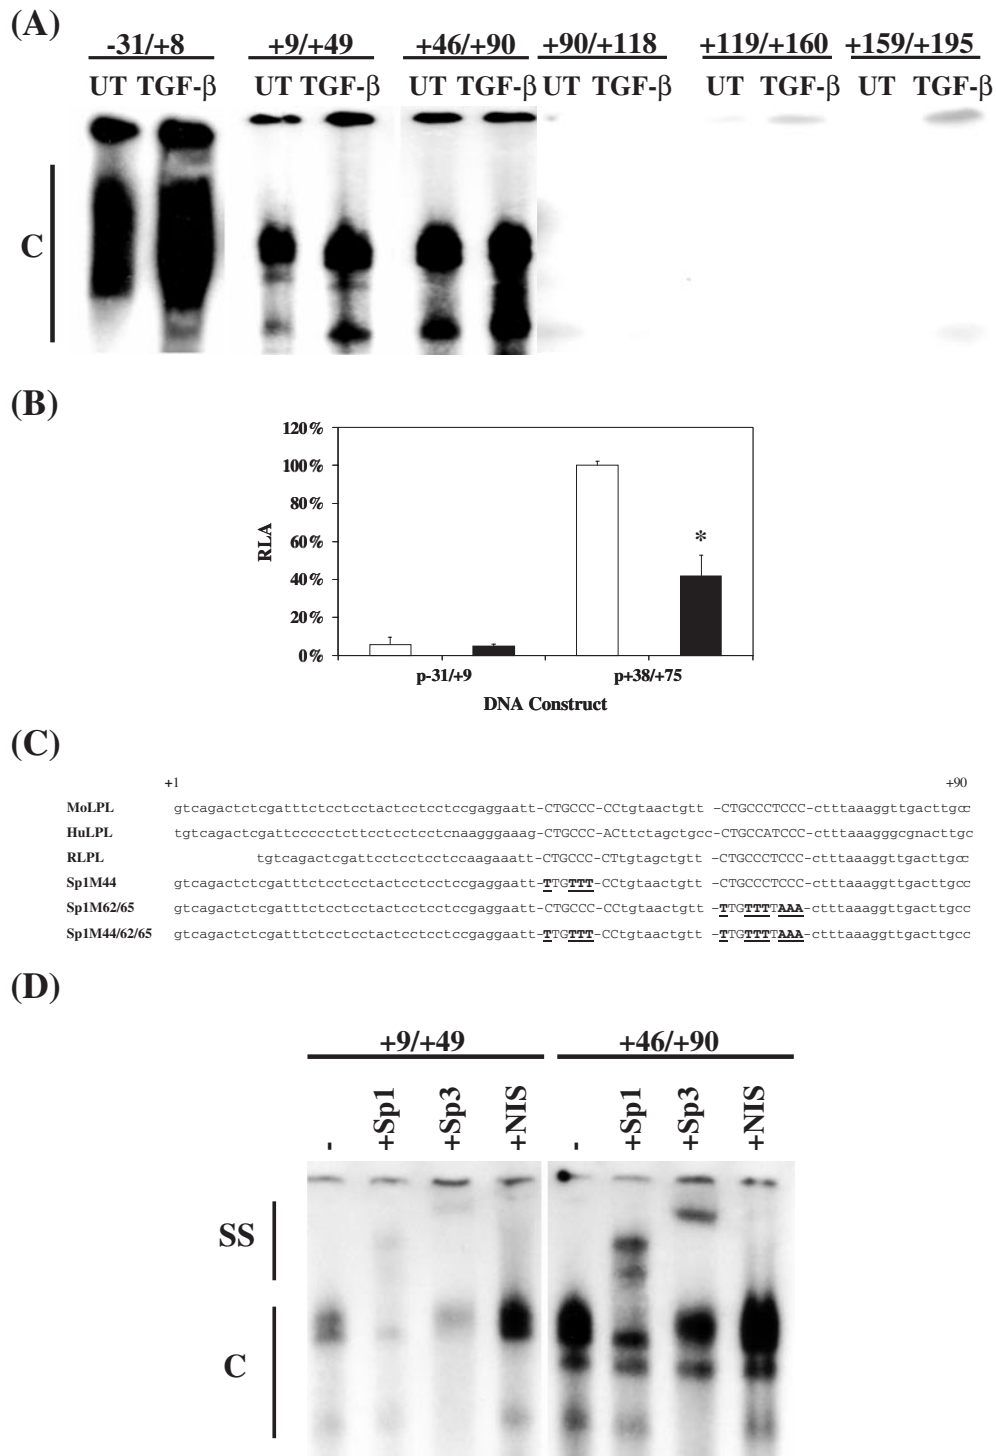 (A)
-31/+8 +9/+49 +46/+90 +90/+118 +119/+160 +159/+195
UT TGF-β UT TGF-β UT TGF-β UT TGF-β UT TGF-β UT TGF-β
C
(B)
120%
100%
80%
60%
40%
20%
0%
RLA
*
p-31/+9 p+38/+75
DNA Construct
(C)
+1 +90
MoLPL gtcagactctcgatttctcctcctactcctcctccgaggaatt-CTGCCC-CCtgtaactgtt -CTGCCCTCCC-ctttaaaggttgacttgcc
HuLPL tgtcagactcgattccccctcttcctcctcctcnaagggaaag-CTGCCC-ACttctagctgcc-CTGCCATCCC-ctttaaagggcgnacttgc
RLPL tgtcagactcgattcctcctcctccaagaaatt-CTGCCC-CTtgtagctgtt -CTGCCCTCCC-ctttaaaggttgacttgcc
Sp1M44 gtcagactctcgatttctcctcctactcctcctccgaggaatt-TTGTTT-CCtgtaactgtt -CTGCCCTCCC-ctttaaaggttgacttgcc
Sp1M62/65 gtcagactctcgatttctcctcctactcctcctccgaggaatt-CTGCCC-CCtgtaactgtt -TTGTTTTAAA-ctttaaaggttgacttgcc
Sp1M44/62/65 gtcagactctcgatttctcctcctactcctcctccgaggaatt-TTGTTT-CCtgtaactgtt -TTGTTTTAAA-ctttaaaggttgacttgcc
(D)
+9/+49 +46/+90
- +Sp1 +Sp3 +NIS - +Sp1 +Sp3 +NIS
SS
C